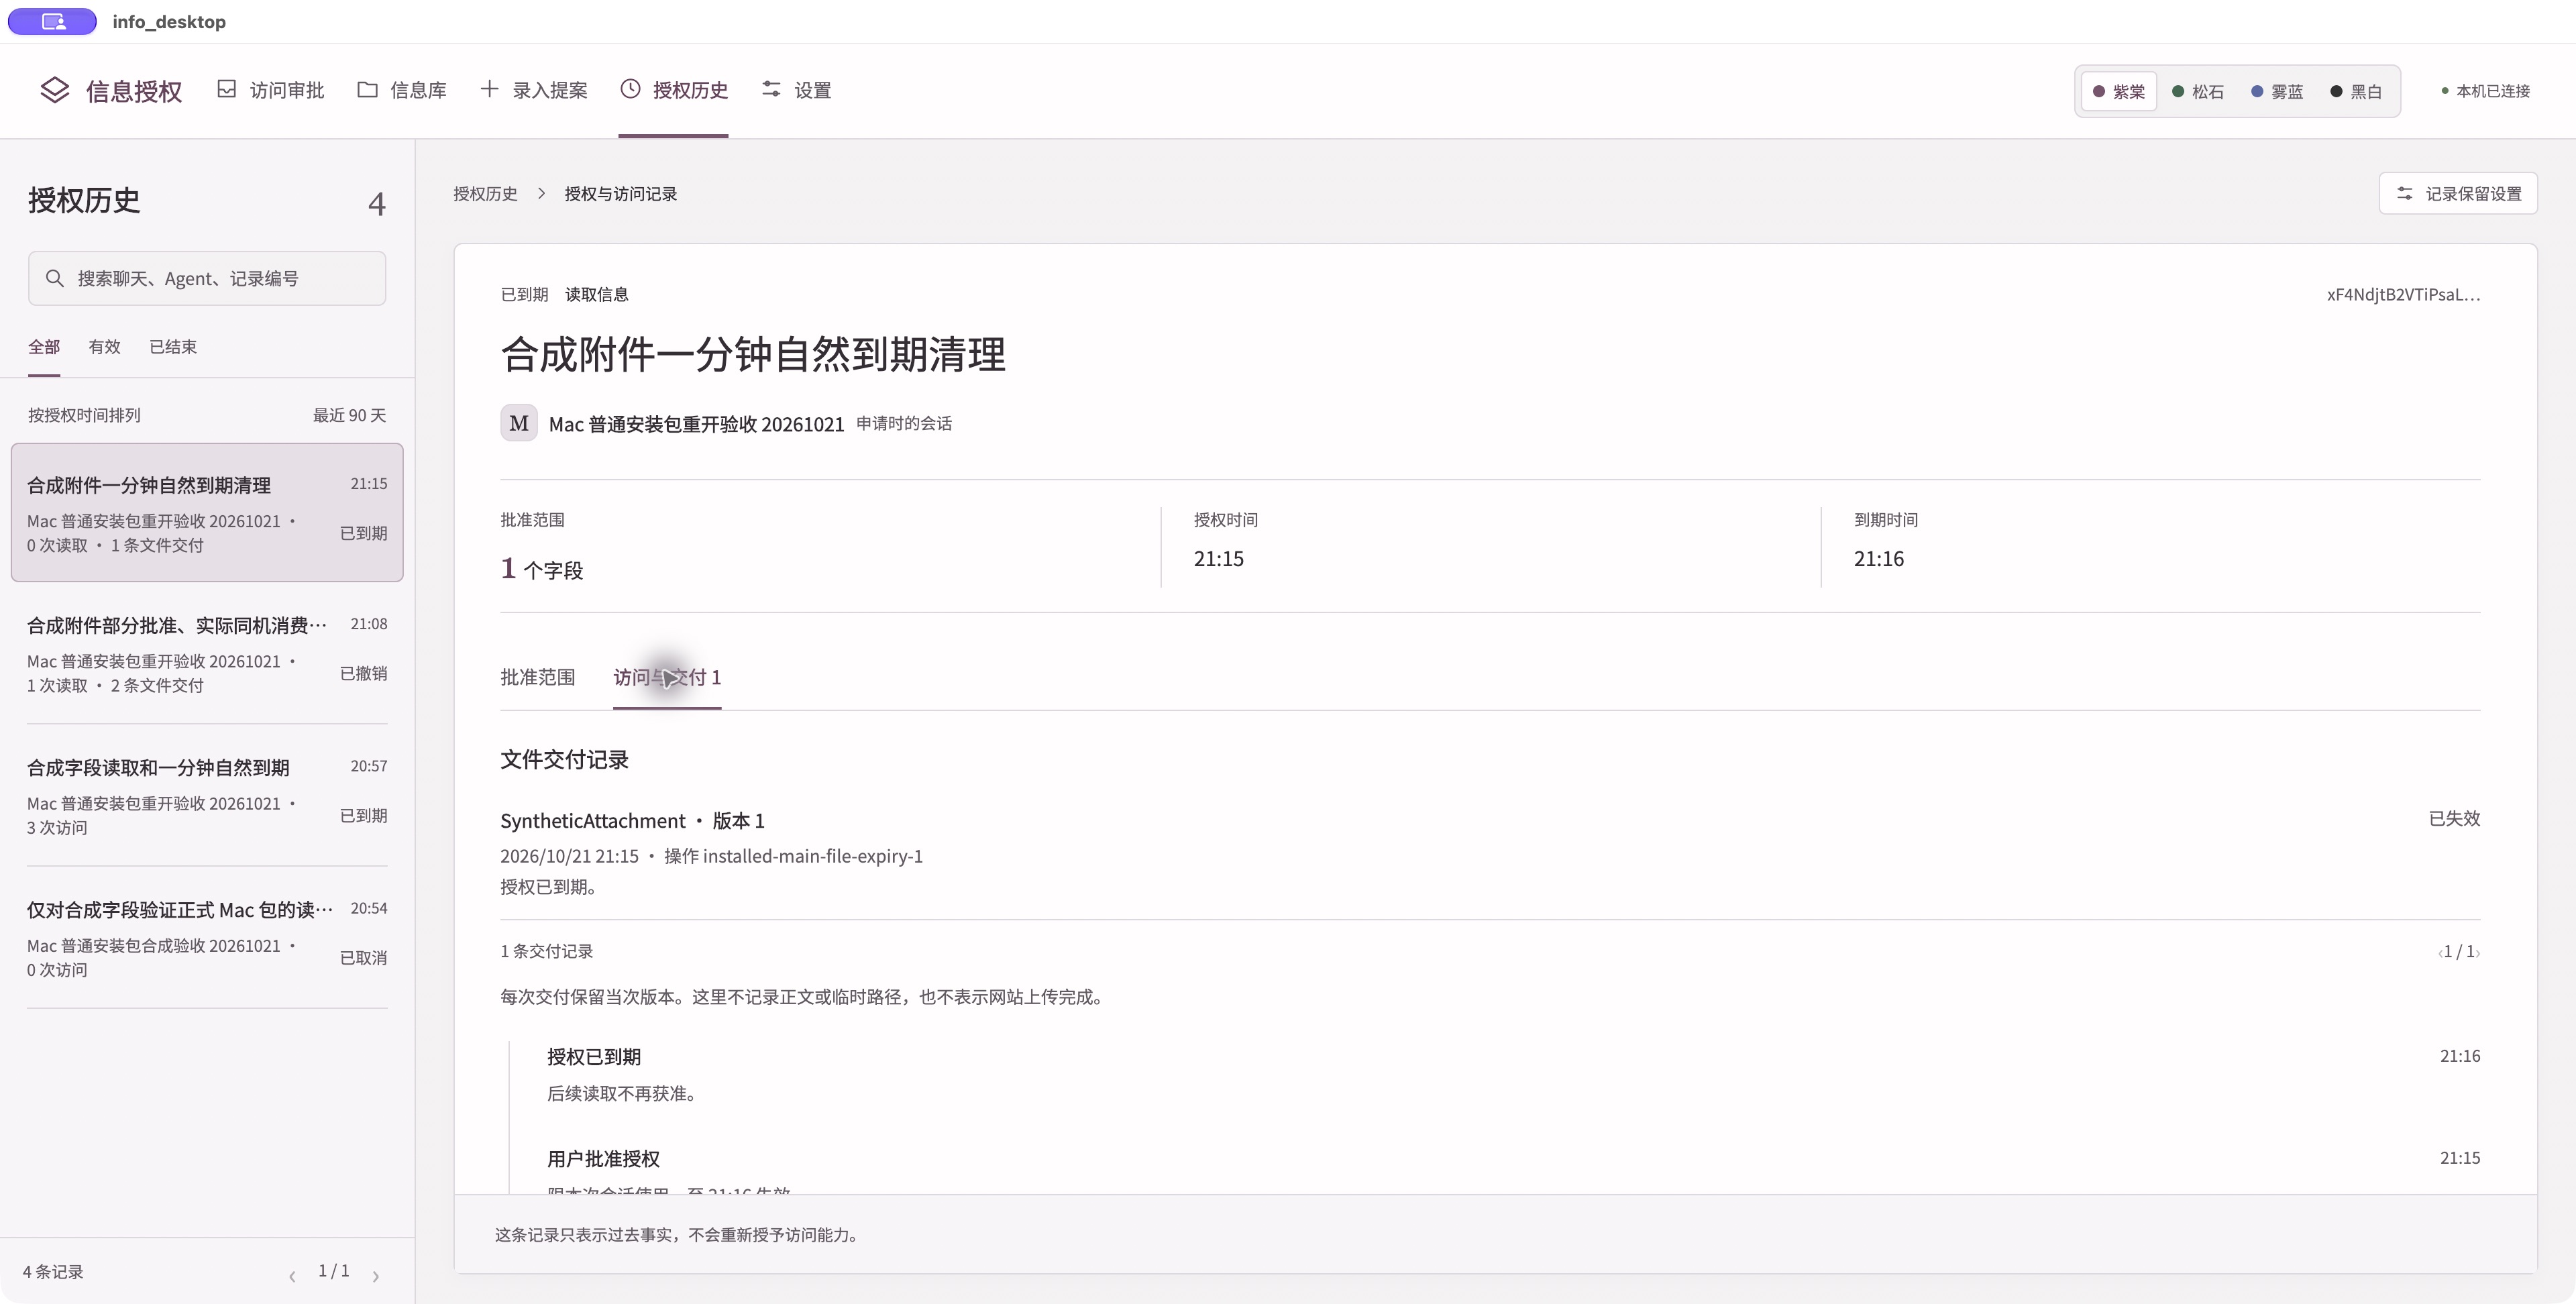 info_desktop
信息授权
访问审批
信息库
录入提案
授权历史
设置
紫棠
松石
雾蓝
黑白
本机已连接
授权历史
4
搜索聊天、Agent、记录编号
全部
有效
已结束
按授权时间排列
最近 90 天
合成附件一分钟自然到期清理
21:15
Mac 普通安装包重开验收 20261021 •
0 次读取 • 1 条文件交付
已到期
合成附件部分批准、实际同机消费…
21:08
Mac 普通安装包重开验收 20261021 •
1 次读取 • 2 条文件交付
已撤销
合成字段读取和一分钟自然到期
20:57
Mac 普通安装包重开验收 20261021 •
3 次访问
已到期
仅对合成字段验证正式 Mac 包的读…
20:54
Mac 普通安装包合成验收 20261021 •
0 次访问
已取消
4 条记录
‹ 1 / 1 ›
授权历史 > 授权与访问记录
记录保留设置
已到期 读取信息
xF4NdjtB2VTiPsaL…
合成附件一分钟自然到期清理
M
Mac 普通安装包重开验收 20261021 申请时的会话
批准范围
1 个字段
授权时间
21:15
到期时间
21:16
批准范围
访问与交付 1
文件交付记录
SyntheticAttachment • 版本 1
已失效
2026/10/21 21:15 • 操作 installed-main-file-expiry-1
授权已到期。
1 条交付记录
‹1 / 1›
每次交付保留当次版本。这里不记录正文或临时路径，也不表示网站上传完成。
授权已到期
21:16
后续读取不再获准。
用户批准授权
21:15
限本次会话使用，至 21:16 失效
这条记录只表示过去事实，不会重新授予访问能力。